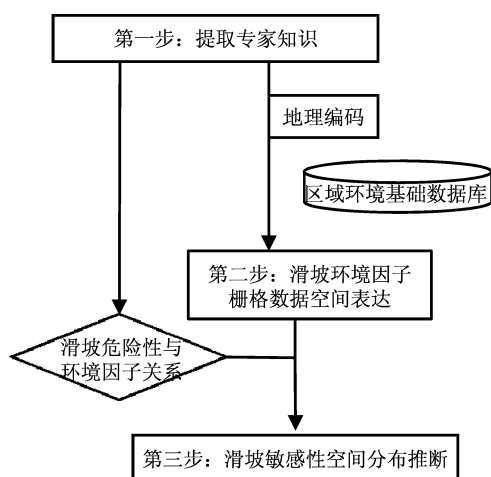 第一步：提取专家知识
地理编码
区域环境基础数据库
第二步：滑坡环境因子
栅格数据空间表达
滑坡危险性与
环境因子关系
第三步：滑坡敏感性空间分布推断